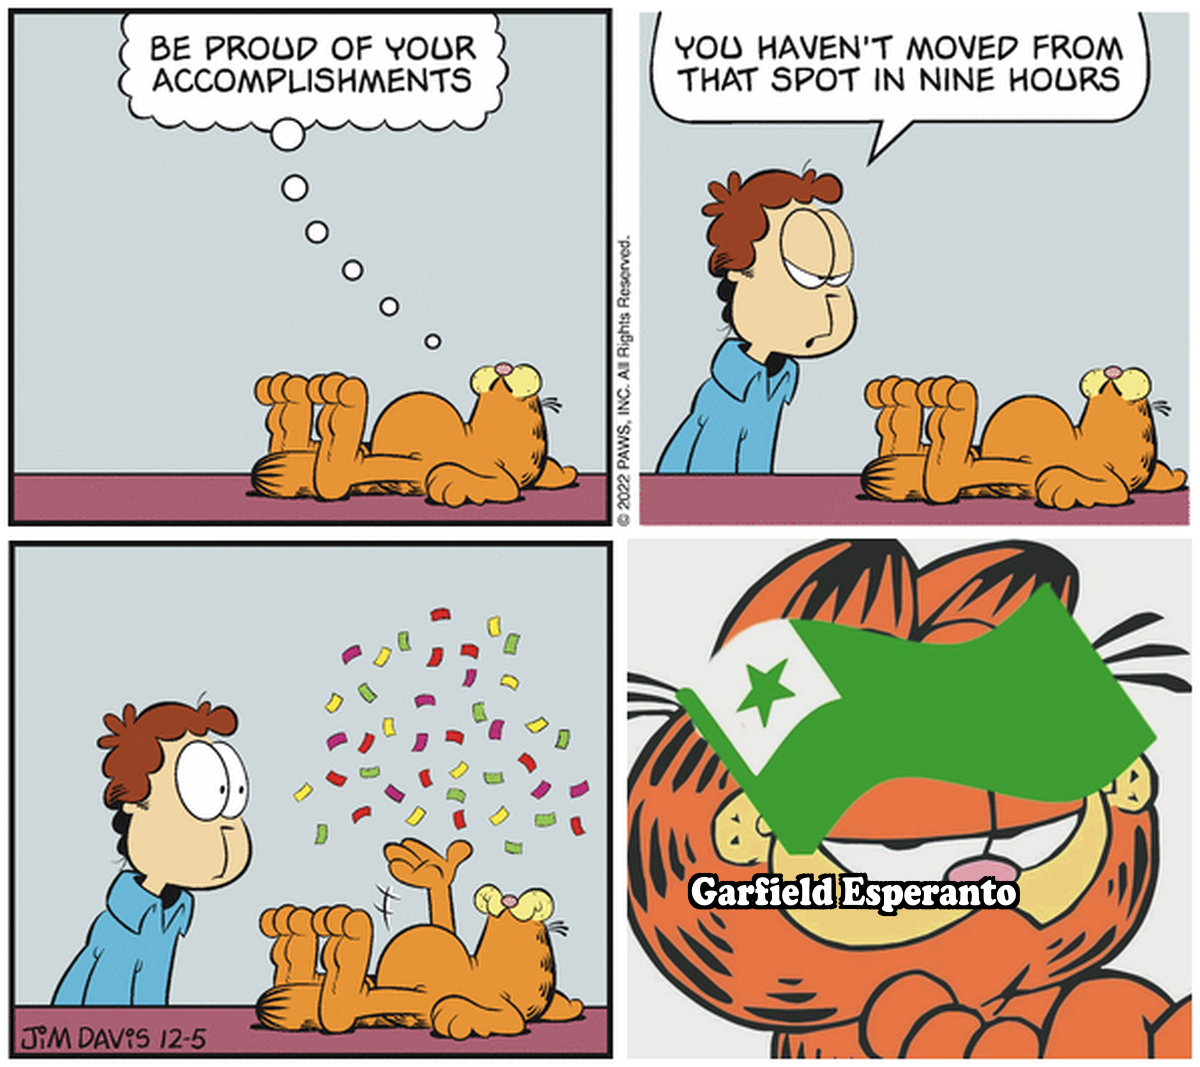 BE PROUD OF YOUR
ACCOMPLISHMENTS
YOU HAVEN'T MOVED FROM
THAT SPOT IN NINE HOURS
© 2022 PAWS, INC. All Rights Reserved.
JIM DAVIS 12-5
Garfield Esperanto